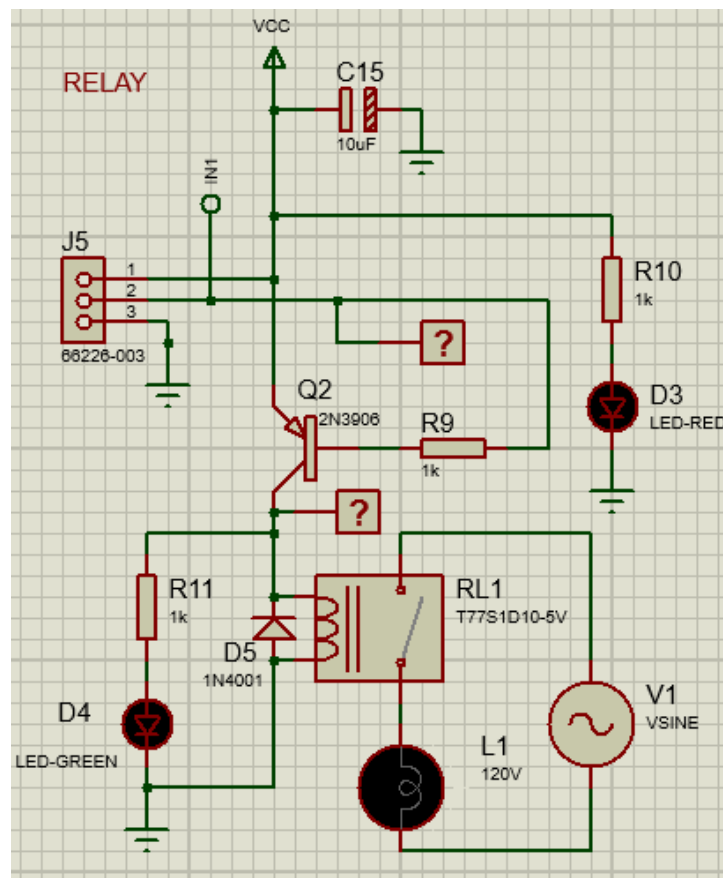 VCC
RELAY
C15
10uF
IN1
J5
1
2
3
66226-003
R10
1k
?
D3
LED-RED
Q2
2N3906
R9
1k
?
R11
1k
RL1
T77S1D10-5V
D5
1N4001
D4
LED-GREEN
V1
VSINE
L1
120V